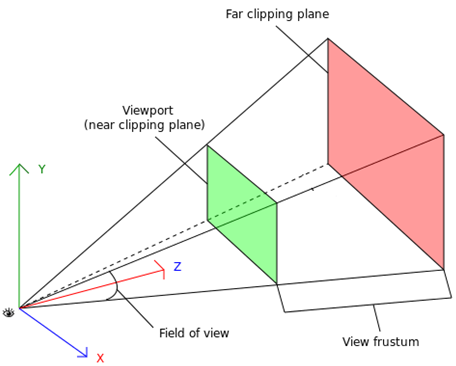 Far clipping plane
Viewport
(near clipping plane)
Y
Z
Field of view
X
View frustum